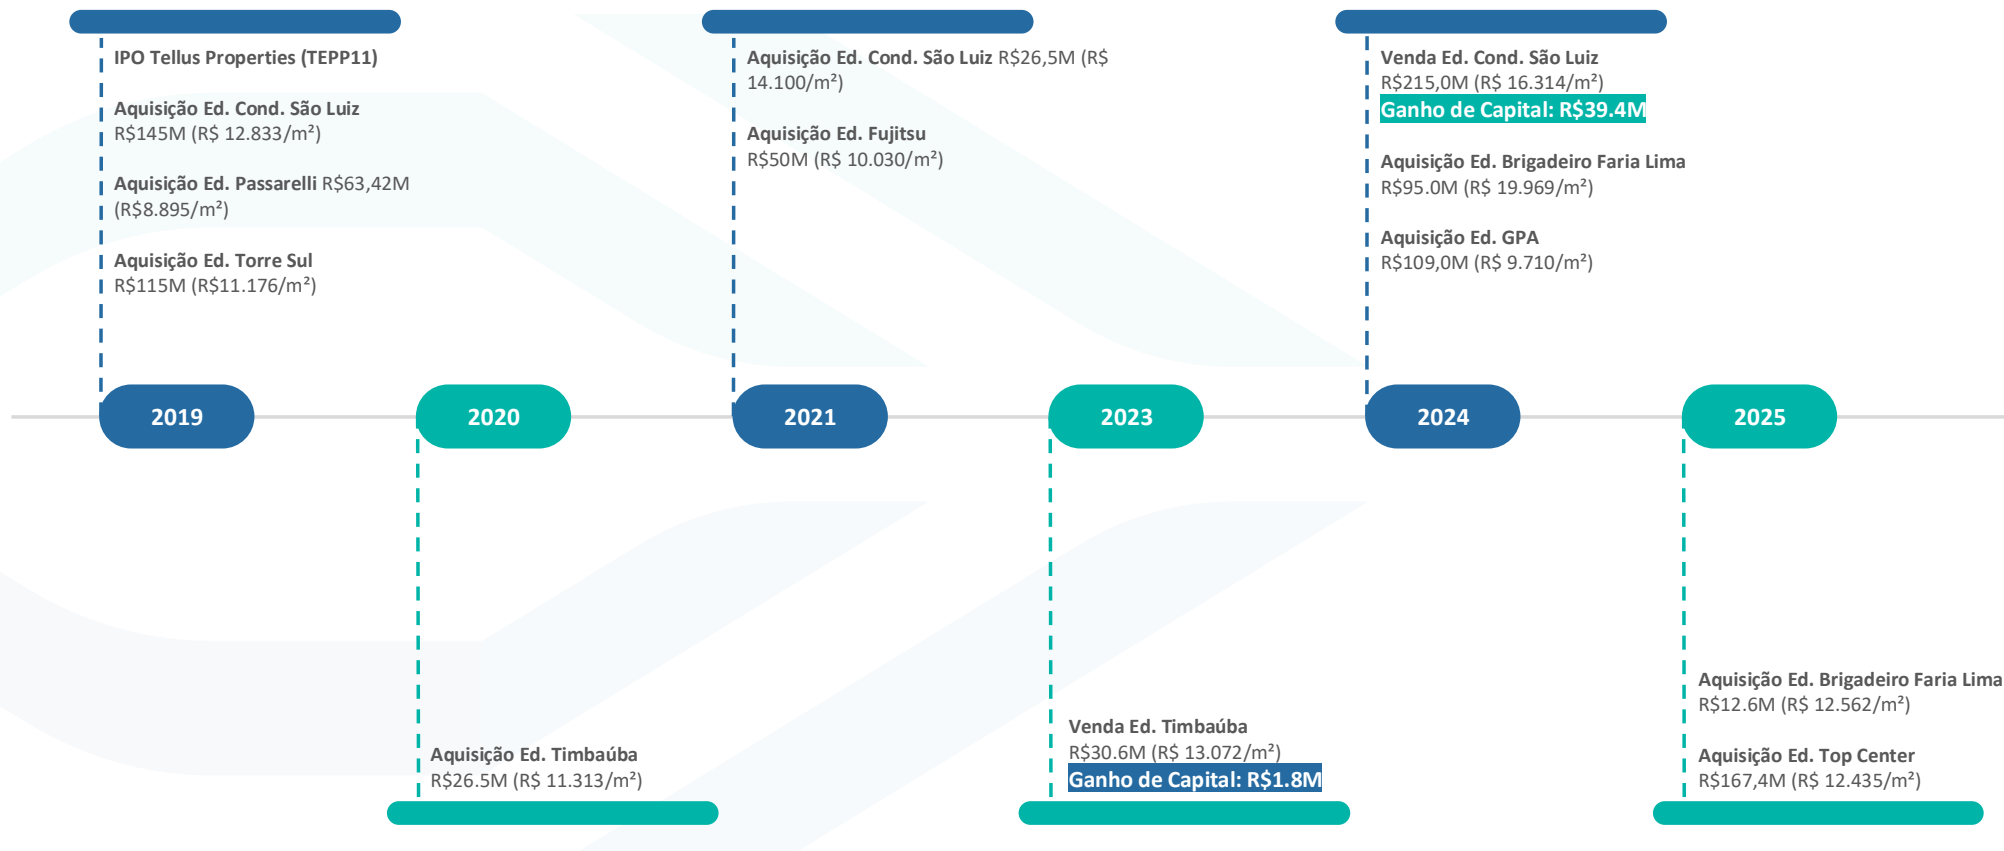 IPO Tellus Properties (TEPP11)
Aquisição Ed. Cond. São Luiz
R$145M (R$ 12.833/m²)
Aquisição Ed. Passarelli R$63,42M
(R$8.895/m²)
Aquisição Ed. Torre Sul
R$115M (R$11.176/m²)
Aquisição Ed. Cond. São Luiz R$26,5M (R$
14.100/m²)
Aquisição Ed. Fujitsu
R$50M (R$ 10.030/m²)
Venda Ed. Cond. São Luiz
R$215,0M (R$ 16.314/m²)
Ganho de Capital: R$39.4M
Aquisição Ed. Brigadeiro Faria Lima
R$95.0M (R$ 19.969/m²)
Aquisição Ed. GPA
R$109,0M (R$ 9.710/m²)
2019
2020
2021
2023
2024
2025
Aquisição Ed. Timbaúba
R$26.5M (R$ 11.313/m²)
Venda Ed. Timbaúba
R$30.6M (R$ 13.072/m²)
Ganho de Capital: R$1.8M
Aquisição Ed. Brigadeiro Faria Lima
R$12.6M (R$ 12.562/m²)
Aquisição Ed. Top Center
R$167,4M (R$ 12.435/m²)